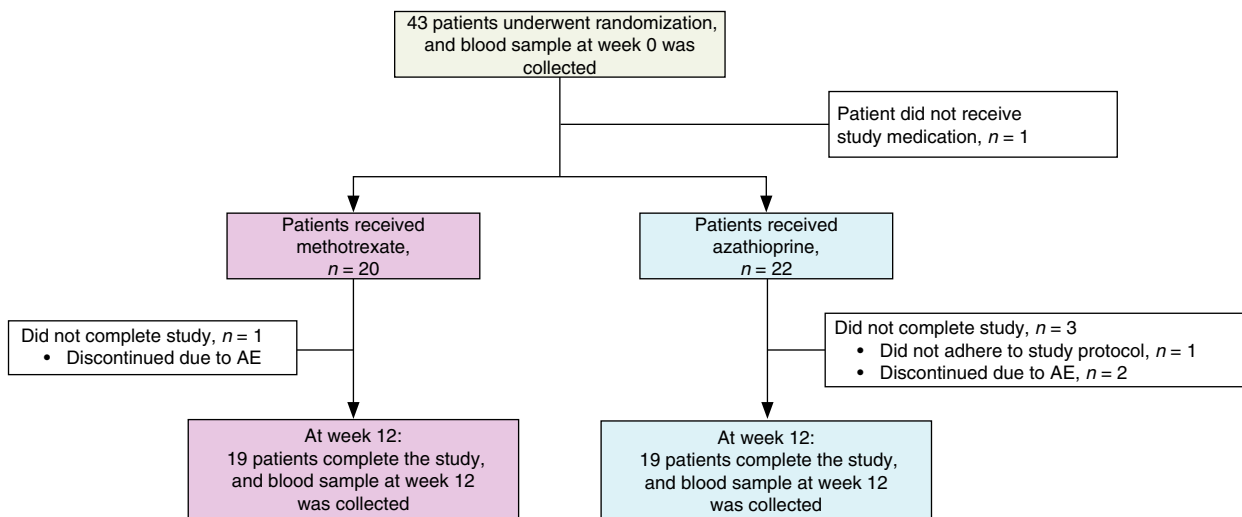 43 patients underwent randomization,
and blood sample at week 0 was
collected
Patient did not receive
study medication, n = 1
Patients received
methotrexate,
n = 20
Patients received
azathioprine,
n = 22
Did not complete study, n = 1
• Discontinued due to AE
Did not complete study, n = 3
• Did not adhere to study protocol, n = 1
• Discontinued due to AE, n = 2
At week 12:
19 patients complete the study,
and blood sample at week 12
was collected
At week 12:
19 patients complete the study,
and blood sample at week 12
was collected